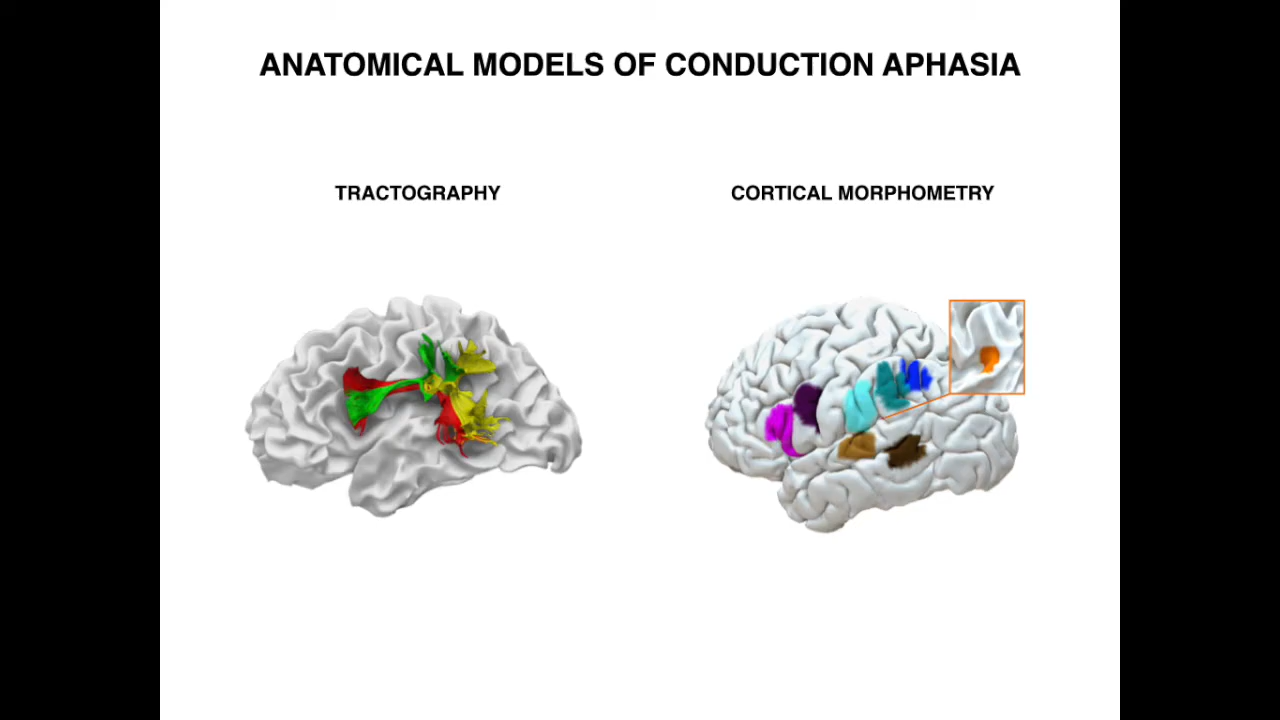 ANATOMICAL MODELS OF CONDUCTION APHASIA
TRACTOGRAPHY
CORTICAL MORPHOMETRY